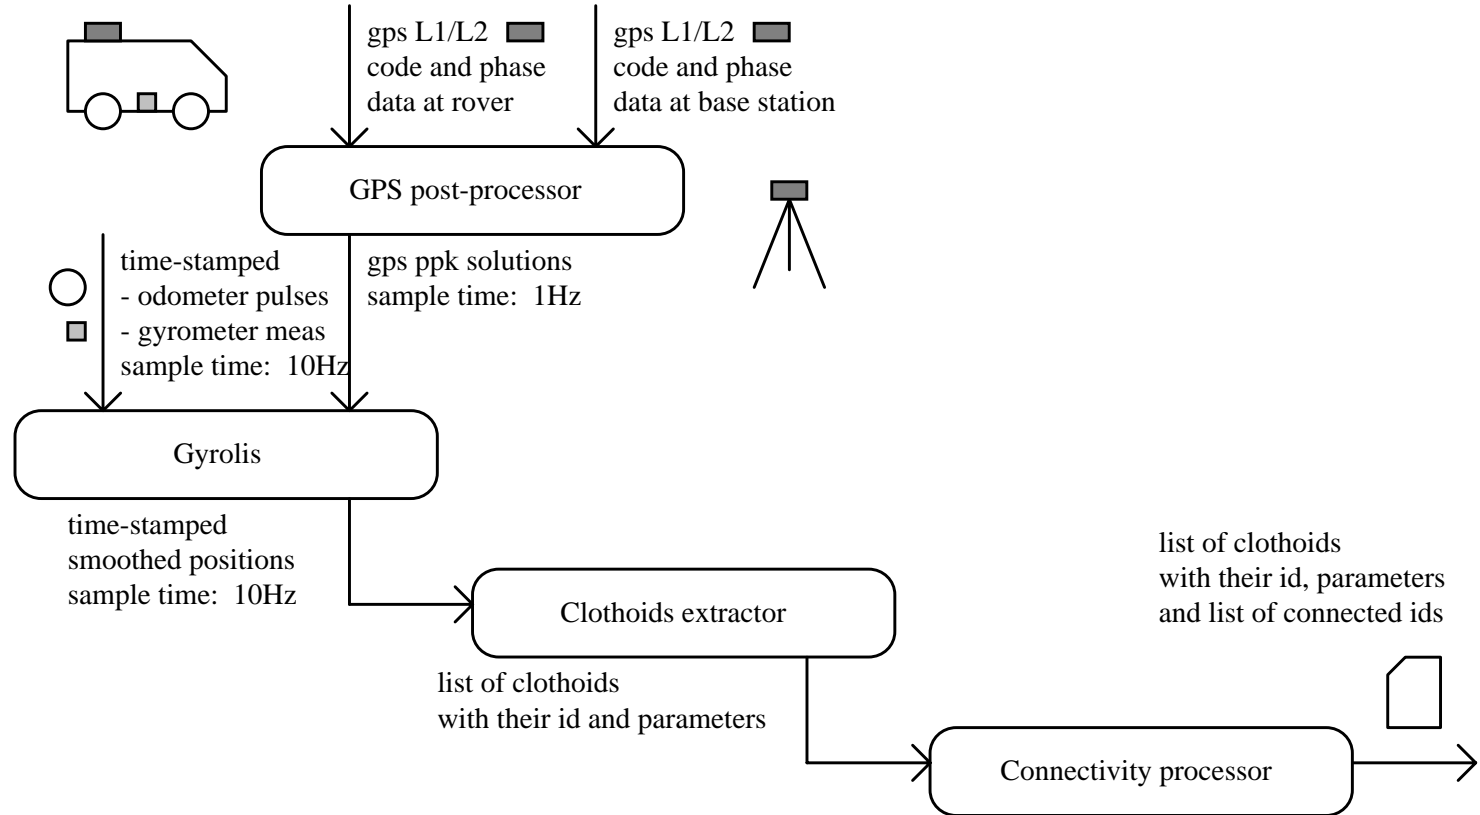 gps L1/L2
code and phase
data at rover
gps L1/L2
code and phase
data at base station
GPS post-processor
time-stamped
- odometer pulses
- gyrometer meas
sample time: 10Hz
gps ppk solutions
sample time: 1Hz
Gyrolis
time-stamped
smoothed positions
sample time: 10Hz
Clothoids extractor
list of clothoids
with their id and parameters
list of clothoids
with their id, parameters
and list of connected ids
Connectivity processor